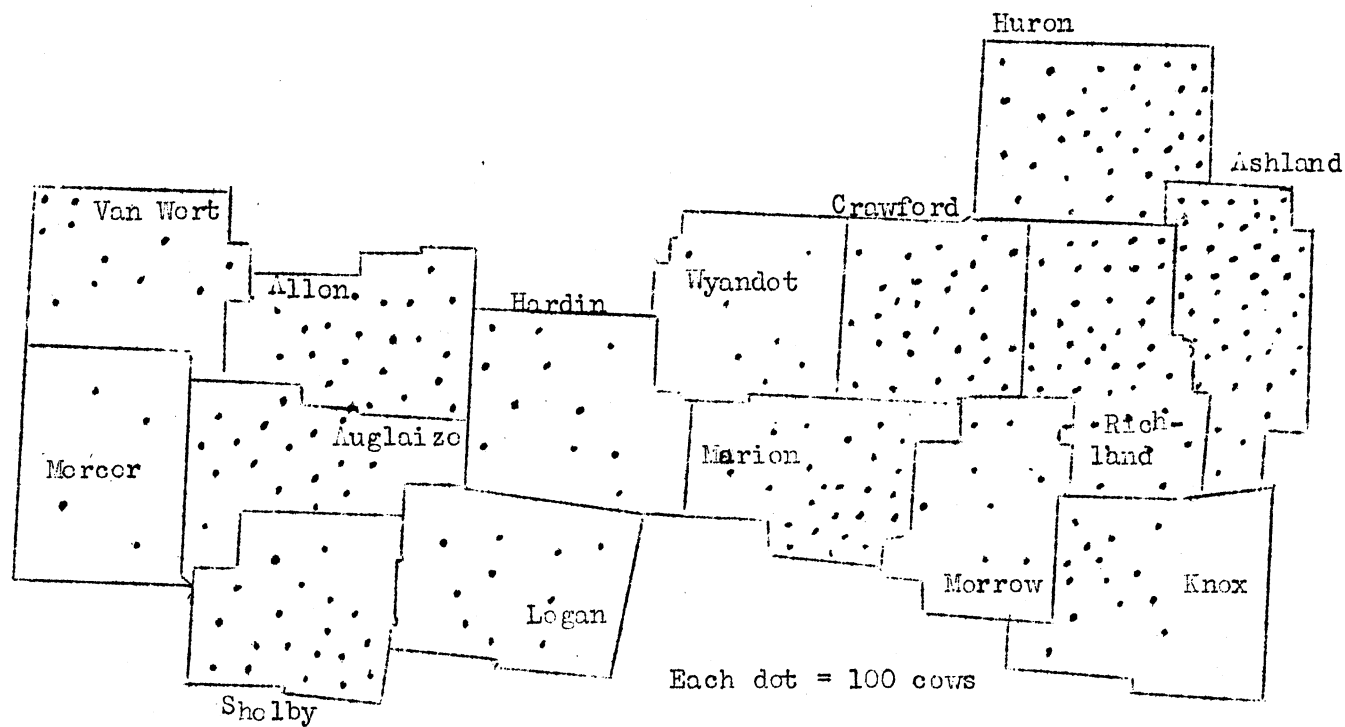 Huron
Ashland
Van Wert
Crawford
Allen
Hardin
Wyandot
Auglaize
Marion
Rich-
land
Mercer
Logan
Morrow
Knox
Shelby
Each dot = 100 cows